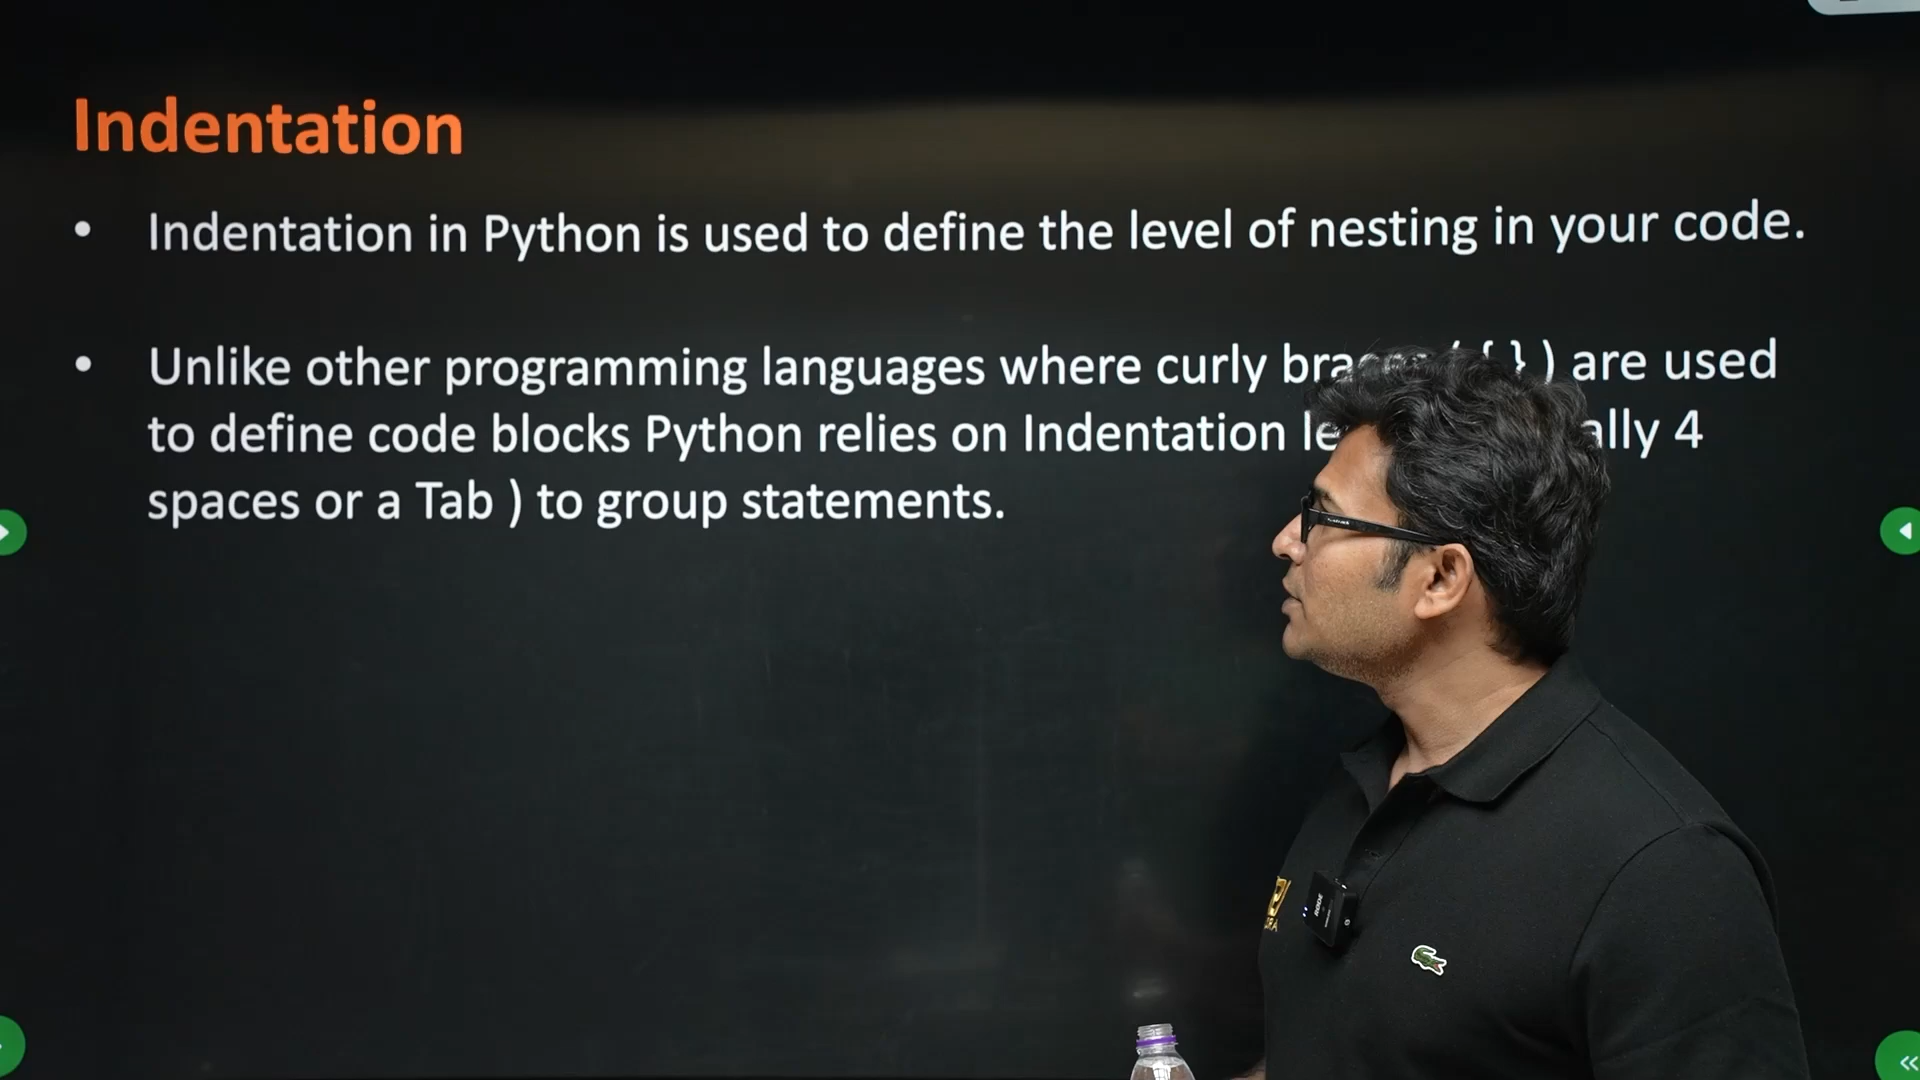 Indentation
• Indentation in Python is used to define the level of nesting in your code.
• Unlike other programming languages where curly { } ) are used
to define code blocks Python relies on Indentation 4
spaces or a Tab ) to group statements.
RODE